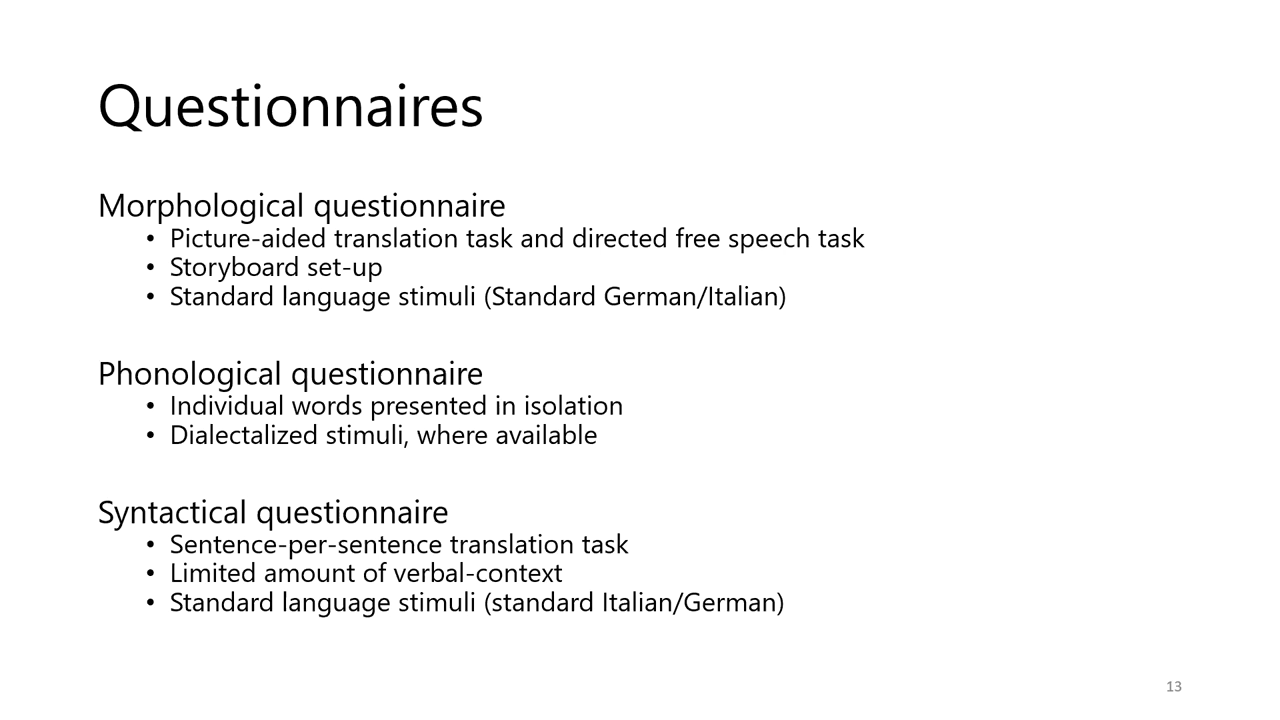 Questionnaires
Morphological questionnaire
• Picture-aided translation task and directed free speech task
• Storyboard set-up
• Standard language stimuli (Standard German/Italian)
Phonological questionnaire
• Individual words presented in isolation
• Dialectalized stimuli, where available
Syntactical questionnaire
• Sentence-per-sentence translation task
• Limited amount of verbal-context
• Standard language stimuli (standard Italian/German)
13